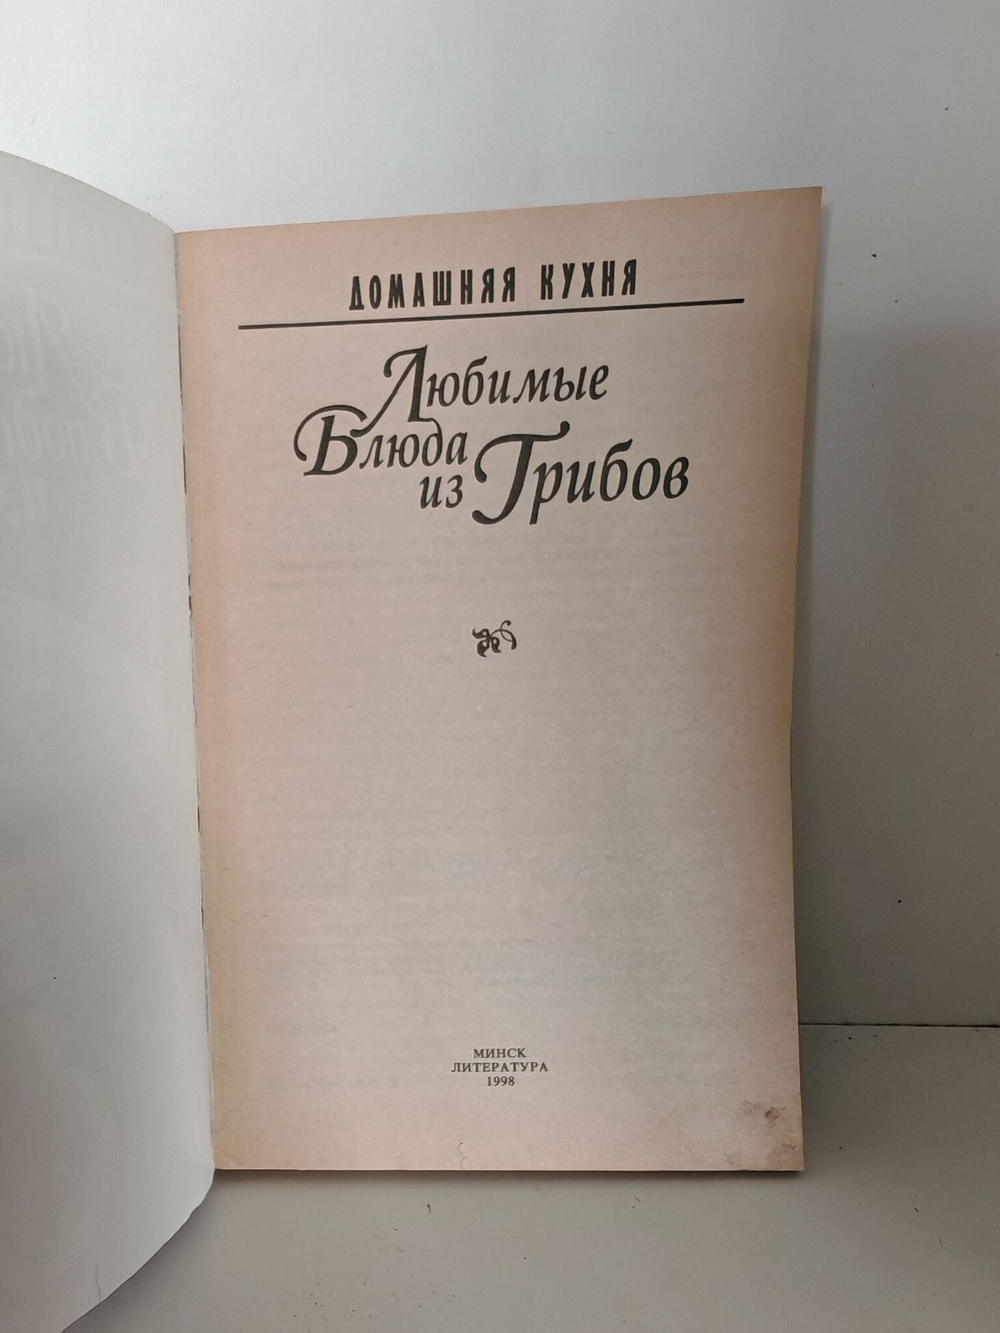 ДОМАШНЯЯ КУХНЯ
Любимые
Блюда
из Грибов
МИНСК
ЛИТЕРАТУРА
1998